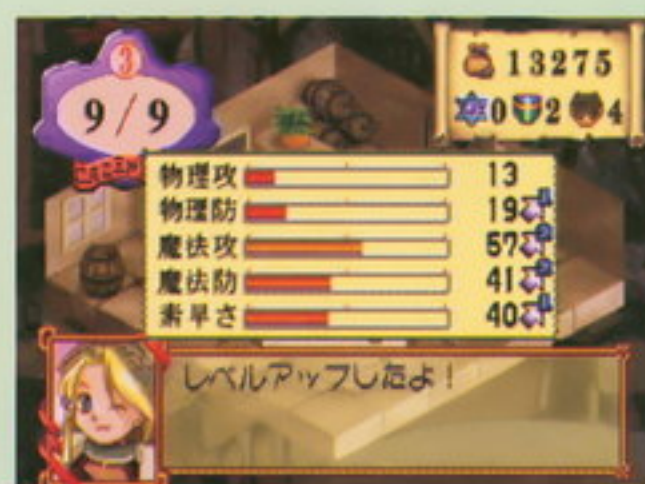 3
9/9
13275
0 2 4
物理攻 13
物理防 19
魔法攻 57
魔法防 41
素早さ 40
レベルアップしたよ！